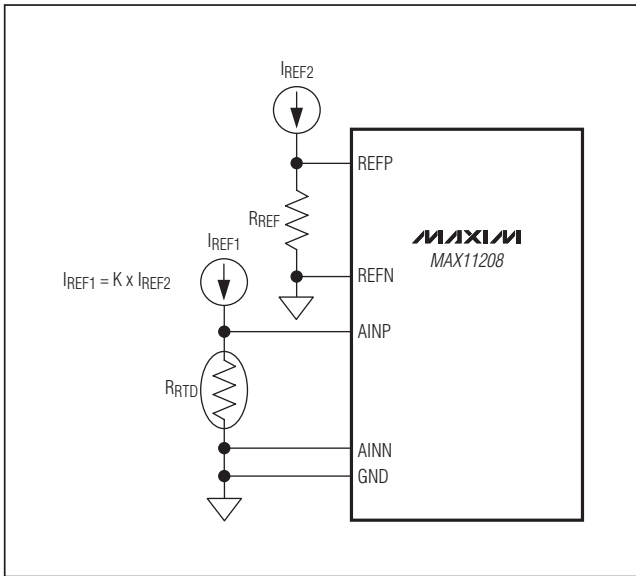 IREF2
REFP
RREF
MAXIM
MAX11208
IREF1
REFN
IREF1 = K x IREF2
AINP
RRTD
AINN
GND